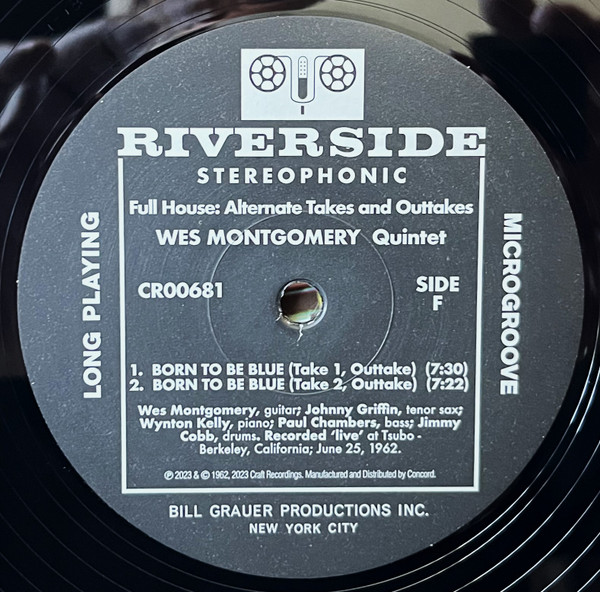 RIVERSIDE
STEREOPHONIC
Full House: Alternate Takes and Outtakes
WES MONTGOMERY Quintet
LONG PLAYING
MICROGROOVE
CR00681
SIDE
F
1. BORN TO BE BLUE (Take 1, Outtake) (7:30)
2. BORN TO BE BLUE (Take 2, Outtake) (7:22)
Wes Montgomery, guitar; Johnny Griffin, tenor sax;
Wynton Kelly, piano; Paul Chambers, bass; Jimmy
Cobb, drums. Recorded 'live' at Tsubo -
Berkeley, California; June 25, 1962.
℗ 2023 & © 1962, 2023 Craft Recordings. Manufactured and Distributed by Concord.
BILL GRAUER PRODUCTIONS INC.
NEW YORK CITY